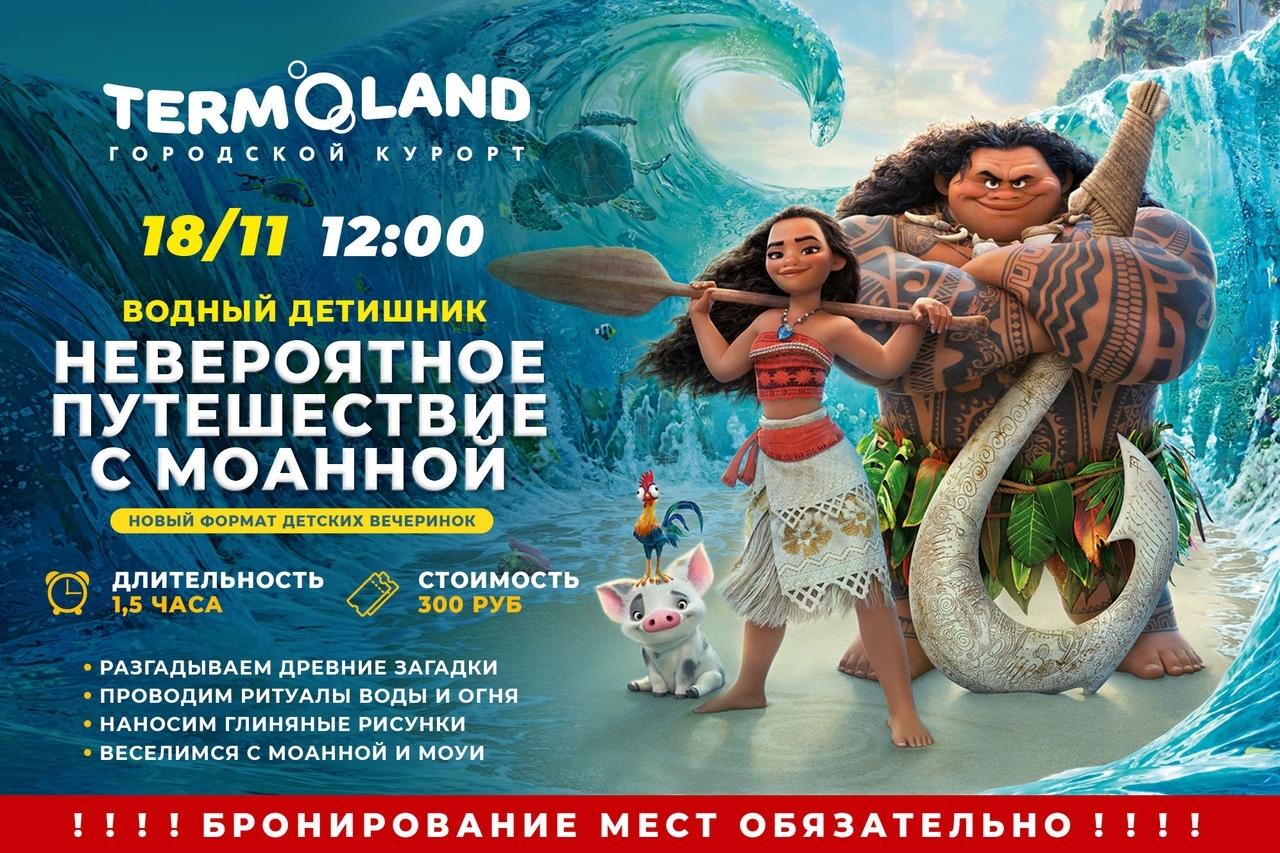 TERMOLAND
ГОРОДСКОЙ КУРОРТ
18/11 12:00
ВОДНЫЙ ДЕТИШНИК
НЕВЕРОЯТНОЕ
ПУТЕШЕСТВИЕ
С МОАННОЙ
НОВЫЙ ФОРМАТ ДЕТСКИХ ВЕЧЕРИНОК
ДЛИТЕЛЬНОСТЬ
1,5 ЧАСА
СТОИМОСТЬ
300 РУБ
• РАЗГАДЫВАЕМ ДРЕВНИЕ ЗАГАДКИ
• ПРОВОДИМ РИТУАЛЫ ВОДЫ И ОГНЯ
• НАНОСИМ ГЛИНЯНЫЕ РИСУНКИ
• ВЕСЕЛИМСЯ С МОАННОЙ И МОУИ
! ! ! ! БРОНИРОВАНИЕ МЕСТ ОБЯЗАТЕЛЬНО ! ! ! !